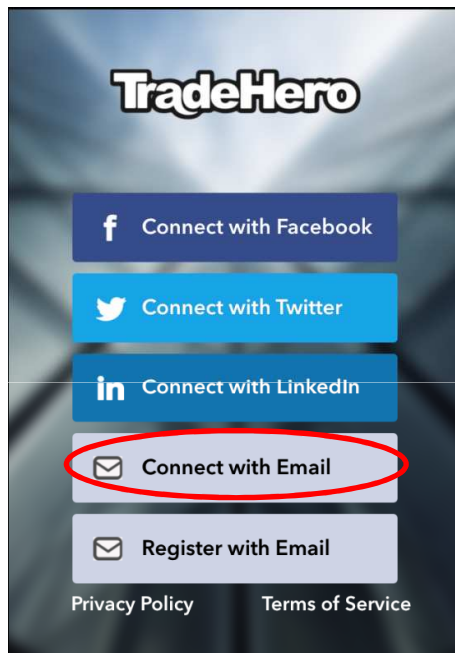 TradeHero
f Connect with Facebook
Connect with Twitter
in Connect with LinkedIn
Connect with Email
Register with Email
Privacy Policy Terms of Service